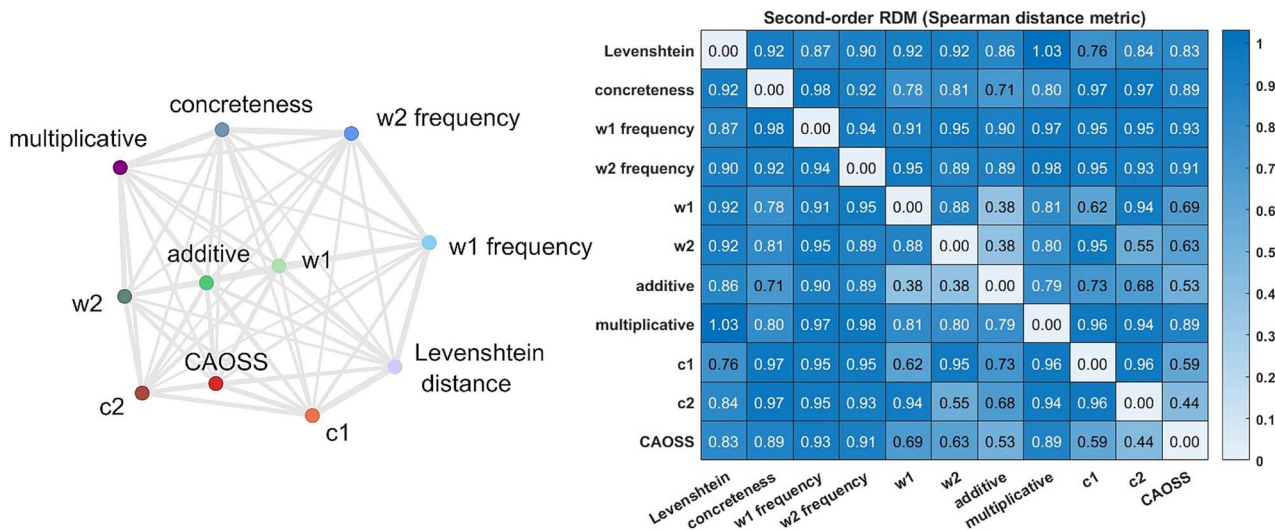 concreteness
w2 frequency
multiplicative
w1 frequency
additive
w1
w2
CAOSS
Levenshtein
distance
c2
c1
Second-order RDM (Spearman distance metric)
Levenshtein 0.00 0.92 0.87 0.90 0.92 0.92 0.86 1.03 0.76 0.84 0.83
concreteness 0.92 0.00 0.98 0.92 0.78 0.81 0.71 0.80 0.97 0.97 0.89
w1 frequency 0.87 0.98 0.00 0.94 0.91 0.95 0.90 0.97 0.95 0.95 0.93
w2 frequency 0.90 0.92 0.94 0.00 0.95 0.89 0.89 0.98 0.95 0.93 0.91
w1 0.92 0.78 0.91 0.95 0.00 0.88 0.38 0.81 0.62 0.94 0.69
w2 0.92 0.81 0.95 0.89 0.88 0.00 0.38 0.80 0.95 0.55 0.63
additive 0.86 0.71 0.90 0.89 0.38 0.38 0.00 0.79 0.73 0.68 0.53
multiplicative 1.03 0.80 0.97 0.98 0.81 0.80 0.79 0.00 0.96 0.94 0.89
c1 0.76 0.97 0.95 0.95 0.62 0.95 0.73 0.96 0.00 0.96 0.59
c2 0.84 0.97 0.95 0.93 0.94 0.55 0.68 0.94 0.96 0.00 0.44
CAOSS 0.83 0.89 0.93 0.91 0.69 0.63 0.53 0.89 0.59 0.44 0.00
Levenshtein concreteness w1 frequency w2 frequency w1 w2 additive multiplicative c1 c2 CAOSS
1
0.9
0.8
0.7
0.6
0.5
0.4
0.3
0.2
0.1
0